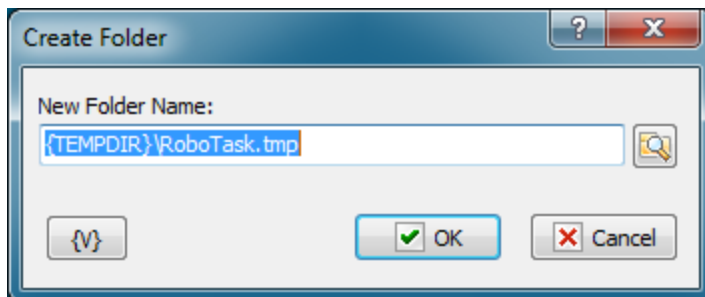 Create Folder
?
New Folder Name:
{TEMPDIR}\RoboTask.tmp
{V}
OK
Cancel